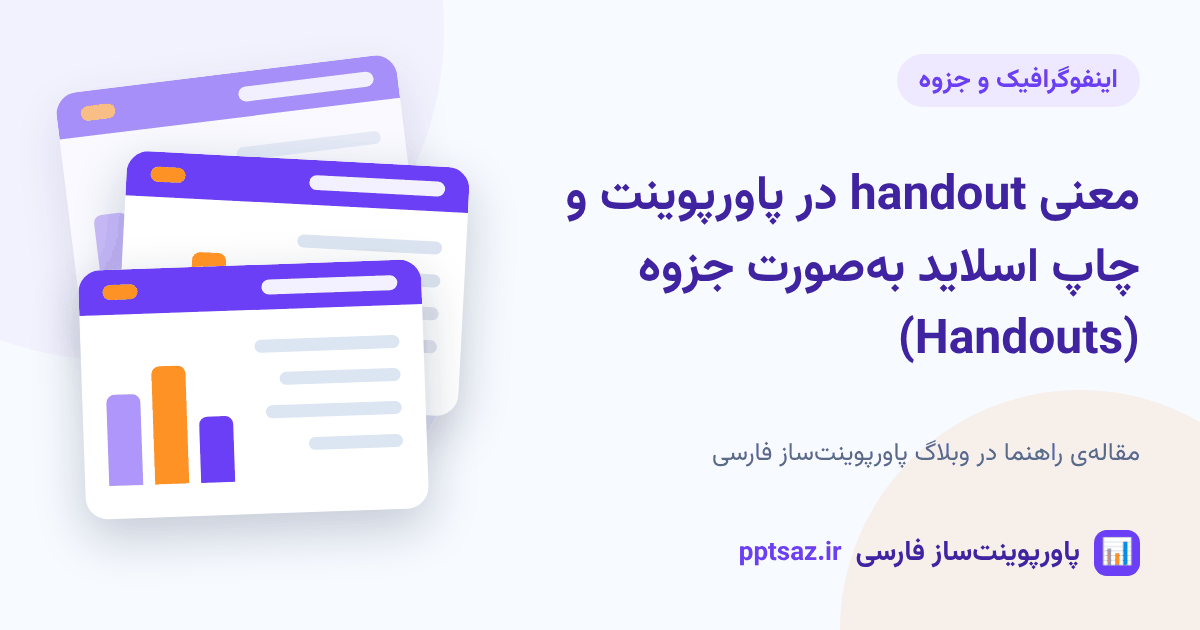 اینفوگرافیک و جزوه
معنی handout در پاورپوینت و
چاپ اسلاید به‌صورت جزوه
(Handouts)
مقاله‌ی راهنما در وبلاگ پاورپوینت‌ساز فارسی
پاورپوینت‌ساز فارسی pptsaz.ir